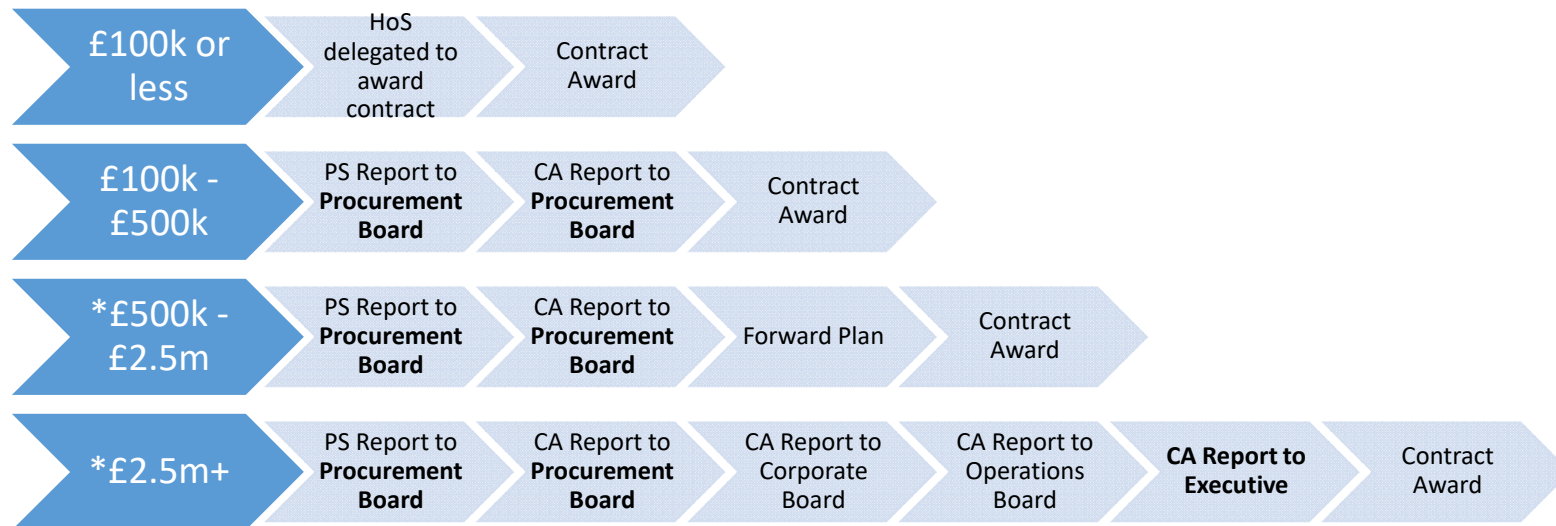 £100k or
less
HoS
delegated to
award
contract
Contract
Award
£100k -
£500k
PS Report to
Procurement
Board
CA Report to
Procurement
Board
Contract
Award
*£500k -
£2.5m
PS Report to
Procurement
Board
CA Report to
Procurement
Board
Forward Plan
Contract
Award
*£2.5m+
PS Report to
Procurement
Board
CA Report to
Procurement
Board
CA Report to
Corporate
Board
CA Report to
Operations
Board
CA Report to
Executive
Contract
Award